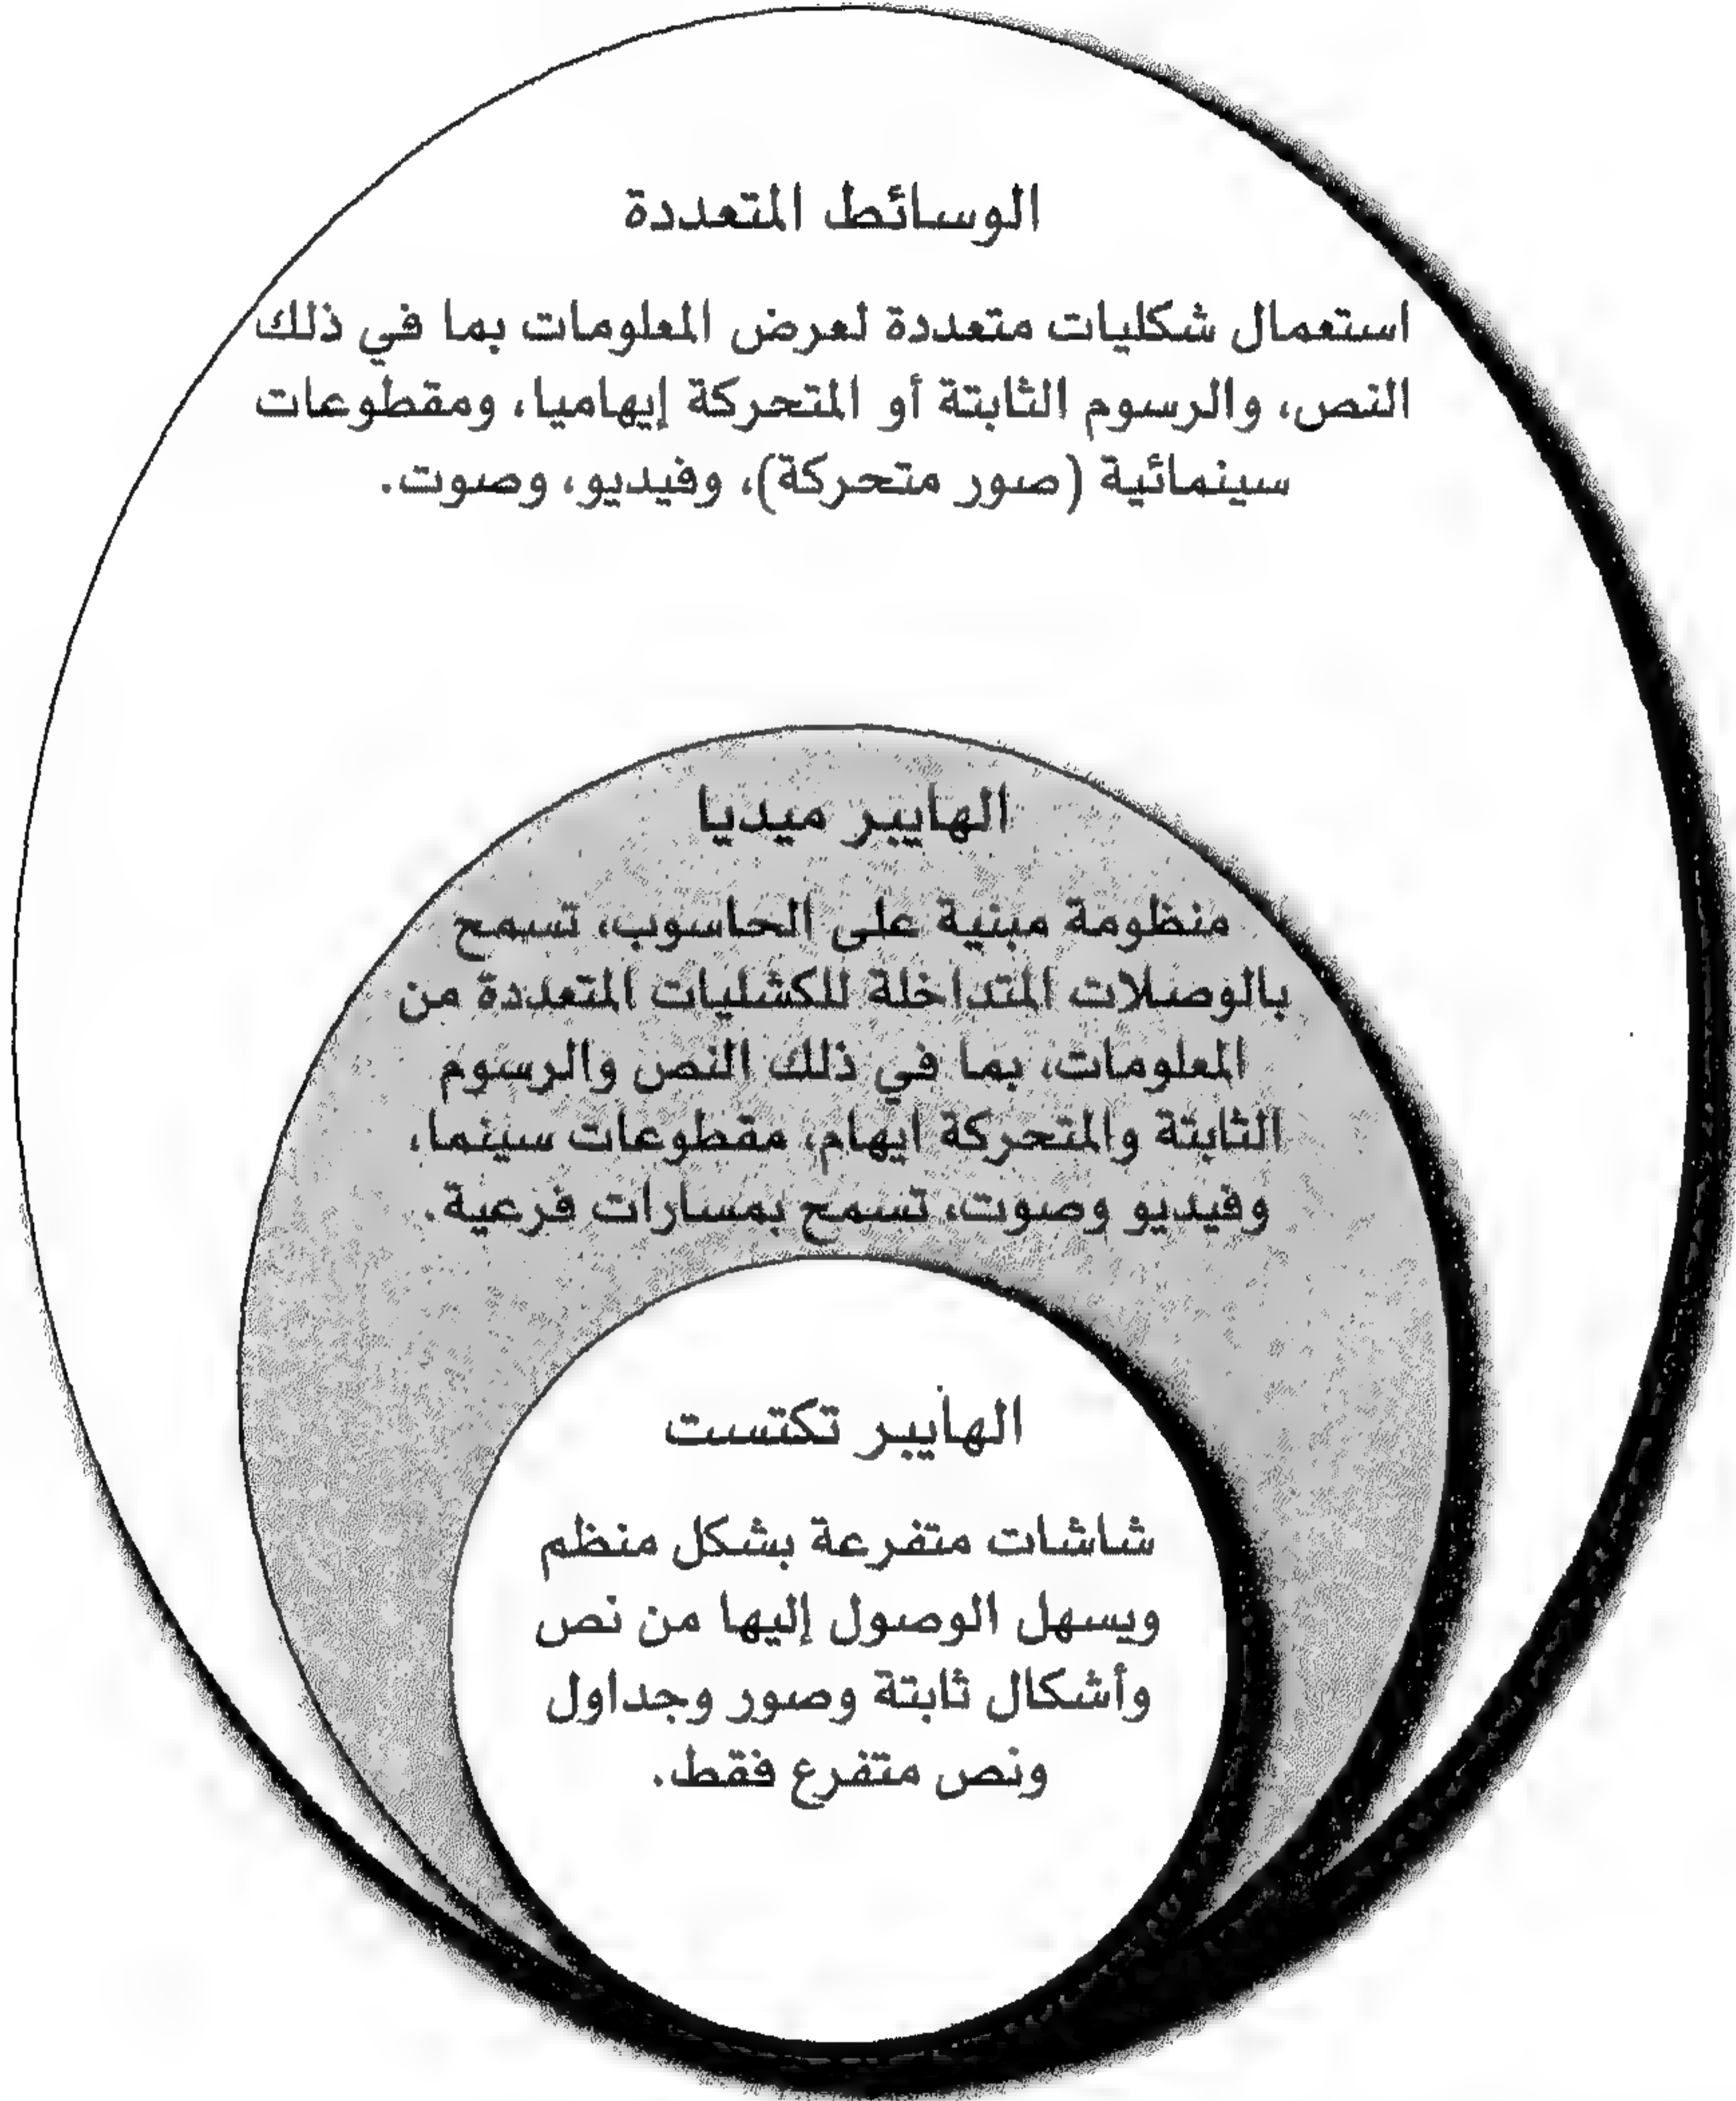 الوسائط المتعددة
استعمال شكليات متعددة لعرض المعلومات بما في ذلك
النص، والرسوم الثابتة أو المتحركة إيهاميا، ومقطوعات
سينمائية (صور متحركة)، وفيديو، وصوت.
الهايبر ميديا
منظومة مبنية على الحاسوب، تسمح
بالوصلات المتداخلة للكشليات المتعددة من
المعلومات، بما في ذلك النص والرسوم
الثابتة والمتحركة ايهام، مقطوعات سينما،
وفيديو وصوت، تسمح بمسارات فرعية.
الهايبر تكتست
شاشات متفرعة بشكل منظم
ويسهل الوصول إليها من نص
وأشكال ثابتة وصور وجداول
ونص متفرع فقط.